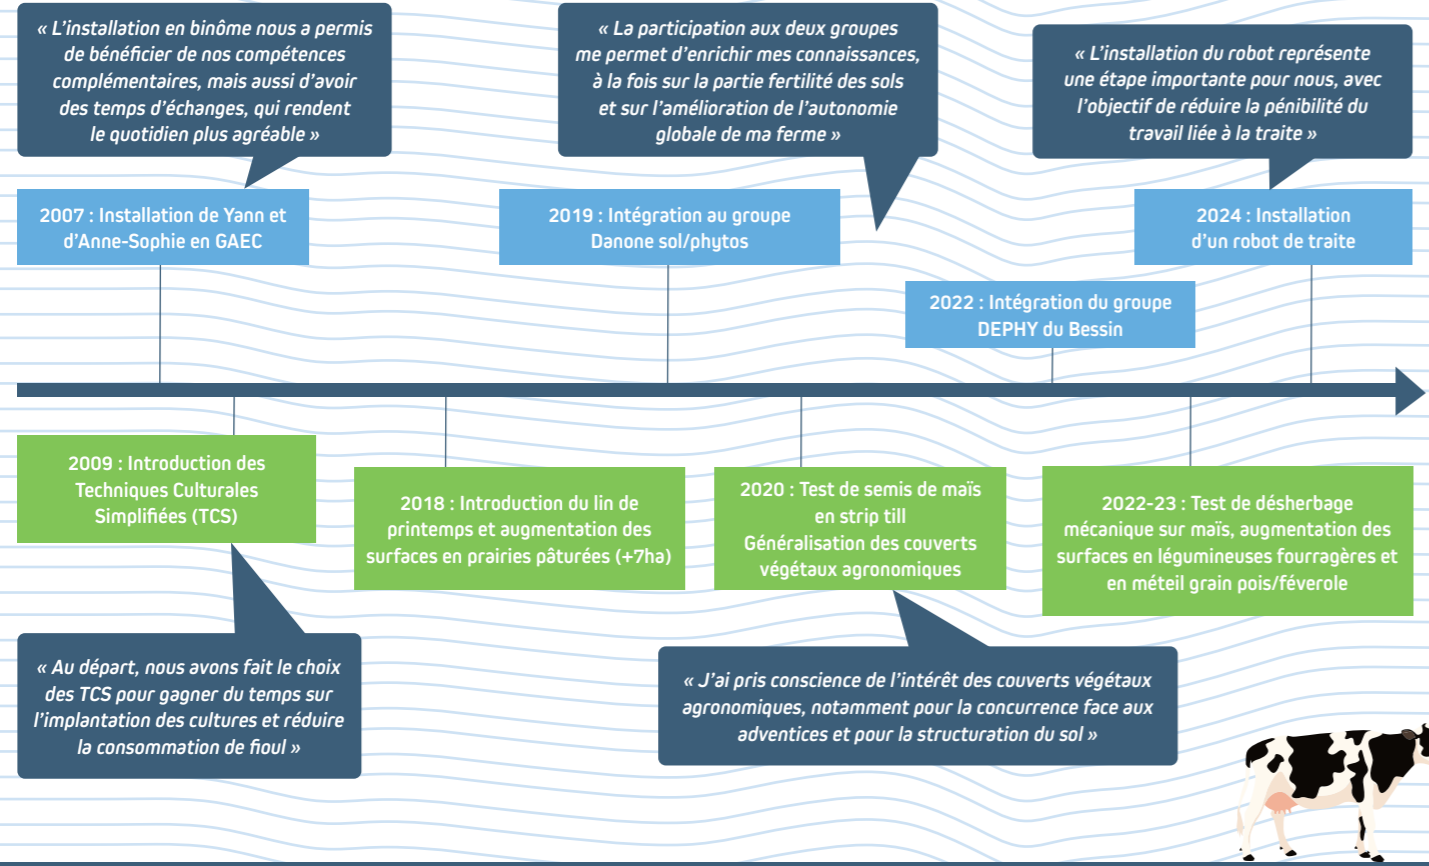 « L'installation en binôme nous a permis
de bénéficier de nos compétences
complémentaires, mais aussi d'avoir
des temps d'échanges, qui rendent
le quotidien plus agréable »
« La participation aux deux groupes
me permet d'enrichir mes connaissances,
à la fois sur la partie fertilité des sols
et sur l'amélioration de l'autonomie
globale de ma ferme »
« L'installation du robot représente
une étape importante pour nous, avec
l'objectif de réduire la pénibilité du
travail liée à la traite »
2007 : Installation de Yann et
d'Anne-Sophie en GAEC
2019 : Intégration au groupe
Danone sol/phytos
2024 : Installation
d'un robot de traite
2022 : Intégration du groupe
DEPHY du Bessin
2009 : Introduction des
Techniques Culturales
Simplifiées (TCS)
2018 : Introduction du lin de
printemps et augmentation des
surfaces en prairies pâturées (+7ha)
2020 : Test de semis de maïs
en strip till
Généralisation des couverts
végétaux agronomiques
2022-23 : Test de désherbage
mécanique sur maïs, augmentation des
surfaces en légumineuses fourragères et
en méteil grain pois/féverole
« Au départ, nous avons fait le choix
des TCS pour gagner du temps sur
l'implantation des cultures et réduire
la consommation de fioul »
« J'ai pris conscience de l'intérêt des couverts végétaux
agronomiques, notamment pour la concurrence face aux
adventices et pour la structuration du sol »